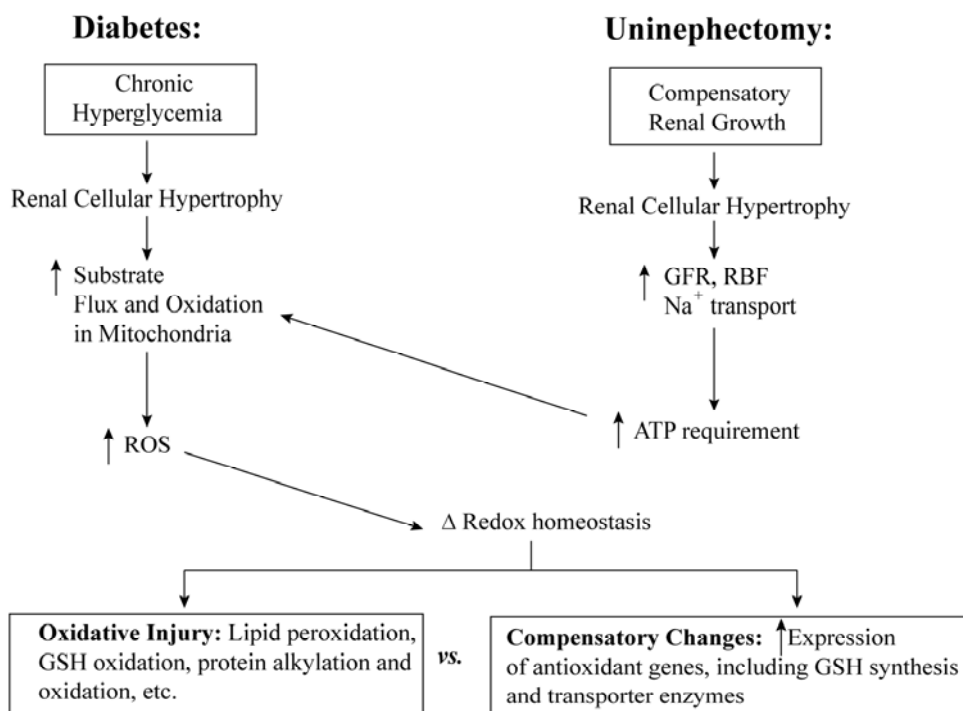 Diabetes:
Uninephectomy:
Chronic
Hyperglycemia
Compensatory
Renal Growth
Renal Cellular Hypertrophy
Renal Cellular Hypertrophy
↑ Substrate
Flux and Oxidation
in Mitochondria
↑ GFR, RBF
Na⁺ transport
↑ ROS
↑ ATP requirement
Δ Redox homeostasis
Oxidative Injury: Lipid peroxidation,
GSH oxidation, protein alkylation and
oxidation, etc.
vs.
Compensatory Changes: ↑Expression
of antioxidant genes, including GSH synthesis
and transporter enzymes